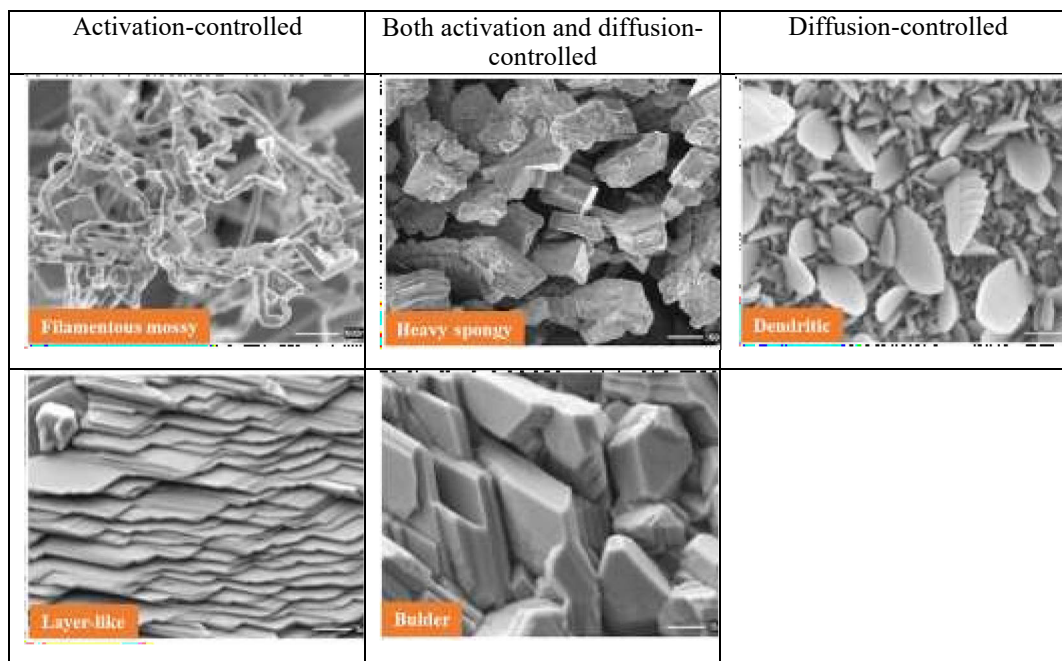 Activation-controlled
Both activation and diffusion-
controlled
Diffusion-controlled
Filamentous mossy
Heavy spongy
Dendritic
Layer-like
Bulder